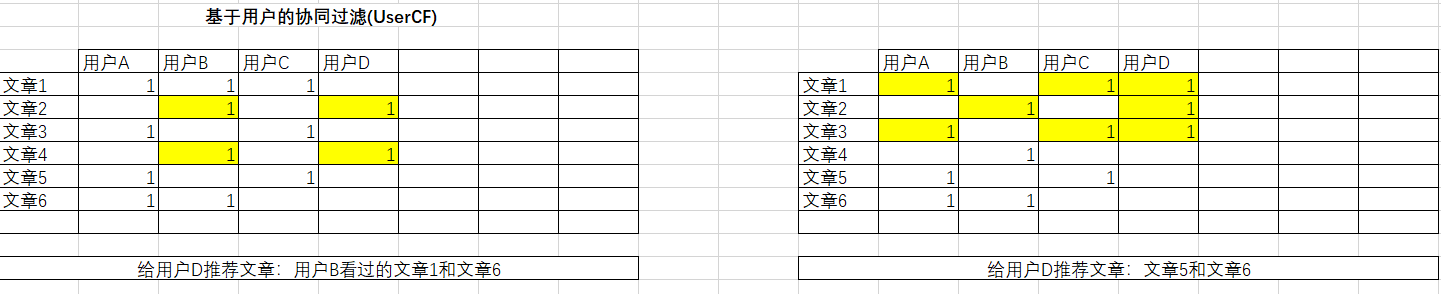 基于用户的协同过滤(UserCF)
用户A 用户B 用户C 用户D
文章1 1 1 1
文章2 1 1
文章3 1 1
文章4 1 1
文章5 1 1
文章6 1 1
给用户D推荐文章：用户B看过的文章1和文章6
用户A 用户B 用户C 用户D
文章1 1 1 1
文章2 1 1
文章3 1 1 1
文章4 1
文章5 1 1
文章6 1 1
给用户D推荐文章：文章5和文章6